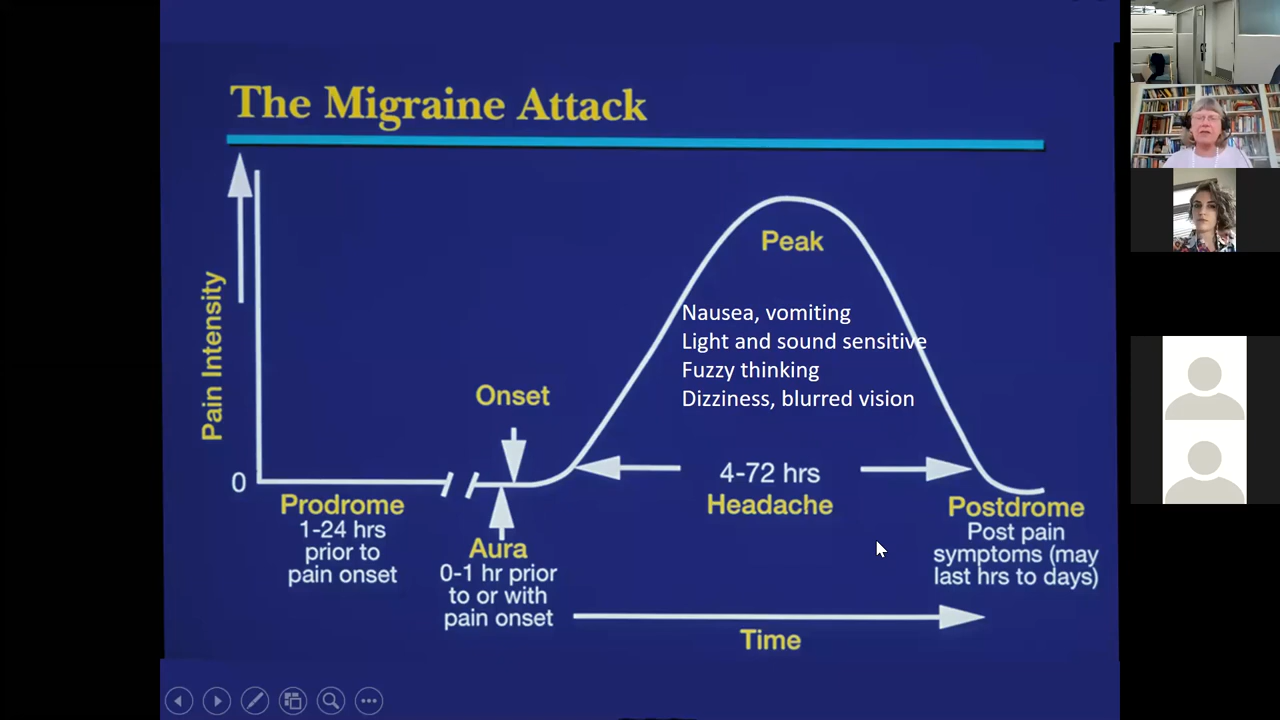 The Migraine Attack
Pain Intensity
0
Peak
Nausea, vomiting
Light and sound sensitive
Fuzzy thinking
Dizziness, blurred vision
Onset
4-72 hrs
Headache
Prodrome
1-24 hrs
prior to
pain onset
Aura
0-1 hr prior
to or with
pain onset
Postdrome
Post pain
symptoms (may
last hrs to days)
Time